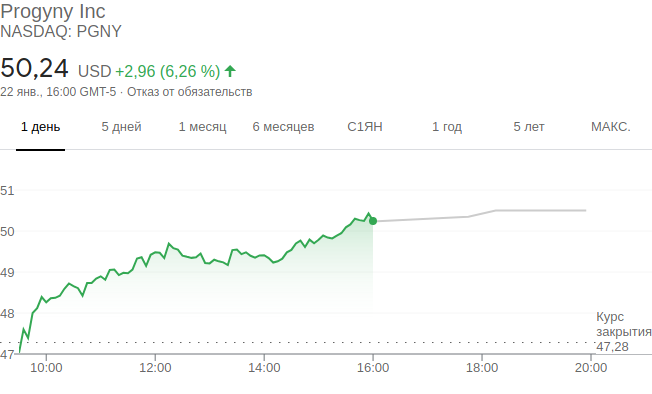 Progyny Inc
NASDAQ: PGNY
50,24 USD +2,96 (6,26 %)
22 янв., 16:00 GMT-5 · Отказ от обязательств
1 день 5 дней 1 месяц 6 месяцев С1ЯН 1 год 5 лет МАКС.
51
50
49
48
Курс
закрытия
47,28
47
10:00 12:00 14:00 16:00 18:00 20:00